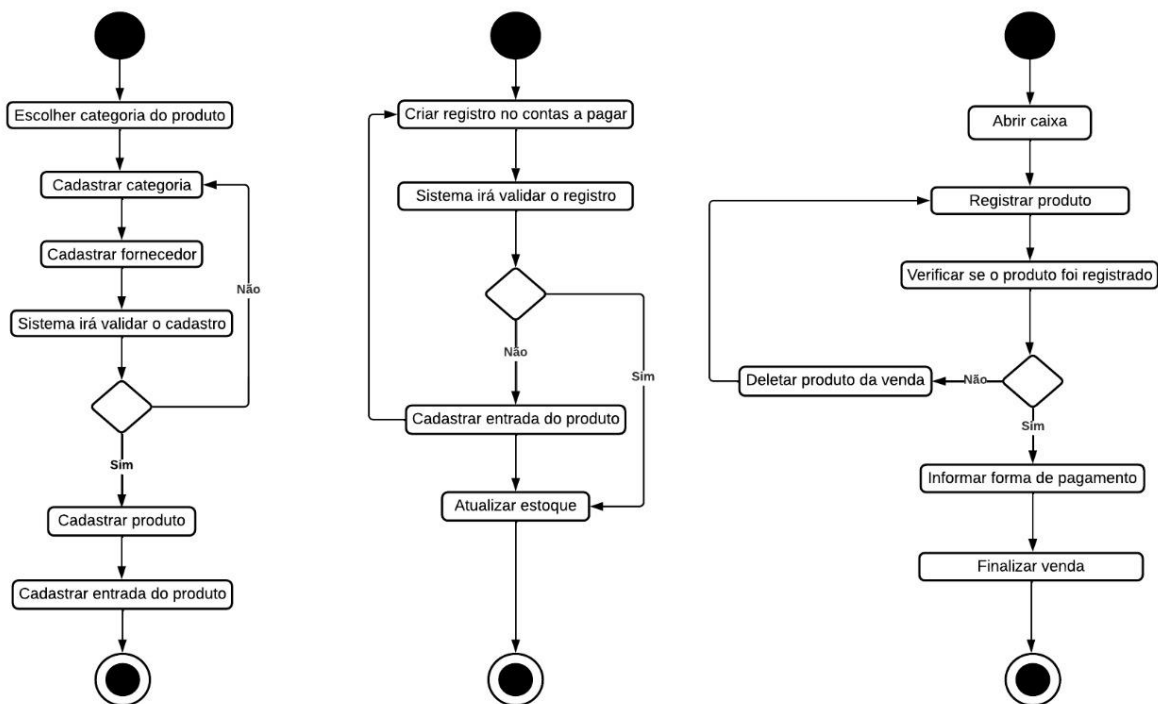 Escolher categoria do produto
Cadastrar categoria
Cadastrar fornecedor
Não
Sistema irá validar o cadastro
Sim
Cadastrar produto
Cadastrar entrada do produto
Criar registro no contas a pagar
Sistema irá validar o registro
Não
Sim
Cadastrar entrada do produto
Atualizar estoque
Abrir caixa
Registrar produto
Verificar se o produto foi registrado
Deletar produto da venda
Não
Sim
Informar forma de pagamento
Finalizar venda